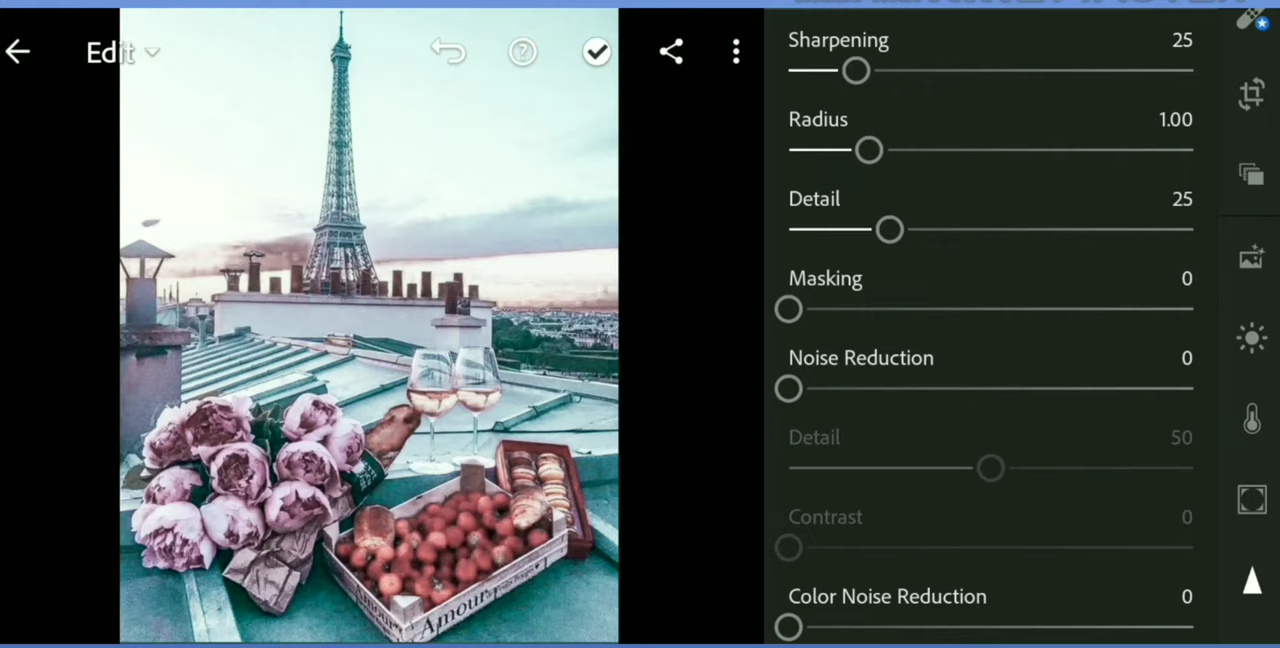 Edit
Sharpening 25
Radius 1.00
Detail 25
Masking 0
Noise Reduction 0
Detail 50
Contrast 0
Color Noise Reduction 0
Amour
Amour